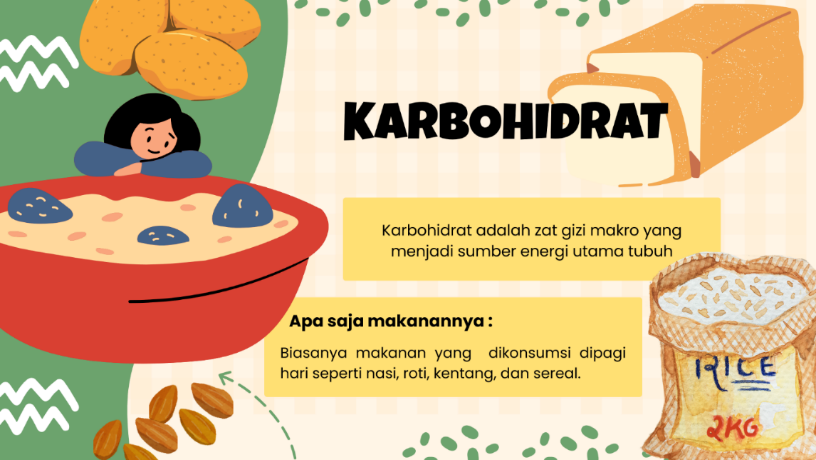 KARBOHIDRAT
Karbohidrat adalah zat gizi makro yang
menjadi sumber energi utama tubuh
Apa saja makanannya :
Biasanya makanan yang dikonsumsi dipagi
hari seperti nasi, roti, kentang, dan sereal.
RICE
2KG